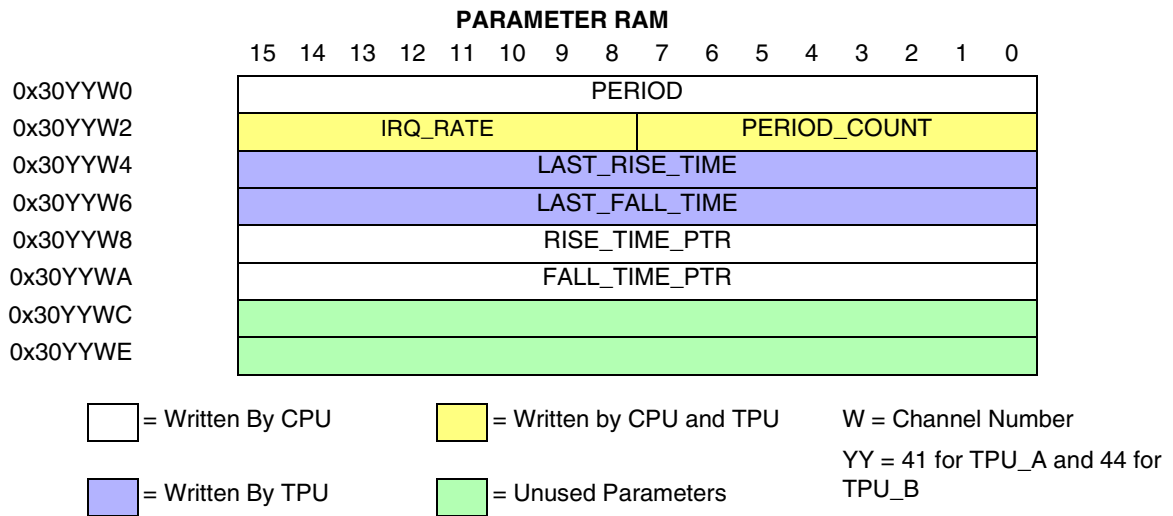 PARAMETER RAM
15 14 13 12 11 10 9 8 7 6 5 4 3 2 1 0
0x30YYW0 PERIOD
0x30YYW2 IRQ_RATE PERIOD_COUNT
0x30YYW4 LAST_RISE_TIME
0x30YYW6 LAST_FALL_TIME
0x30YYW8 RISE_TIME_PTR
0x30YYWA FALL_TIME_PTR
0x30YYWC
0x30YYWE
= Written By CPU = Written by CPU and TPU W = Channel Number
YY = 41 for TPU_A and 44 for
= Written By TPU = Unused Parameters TPU_B